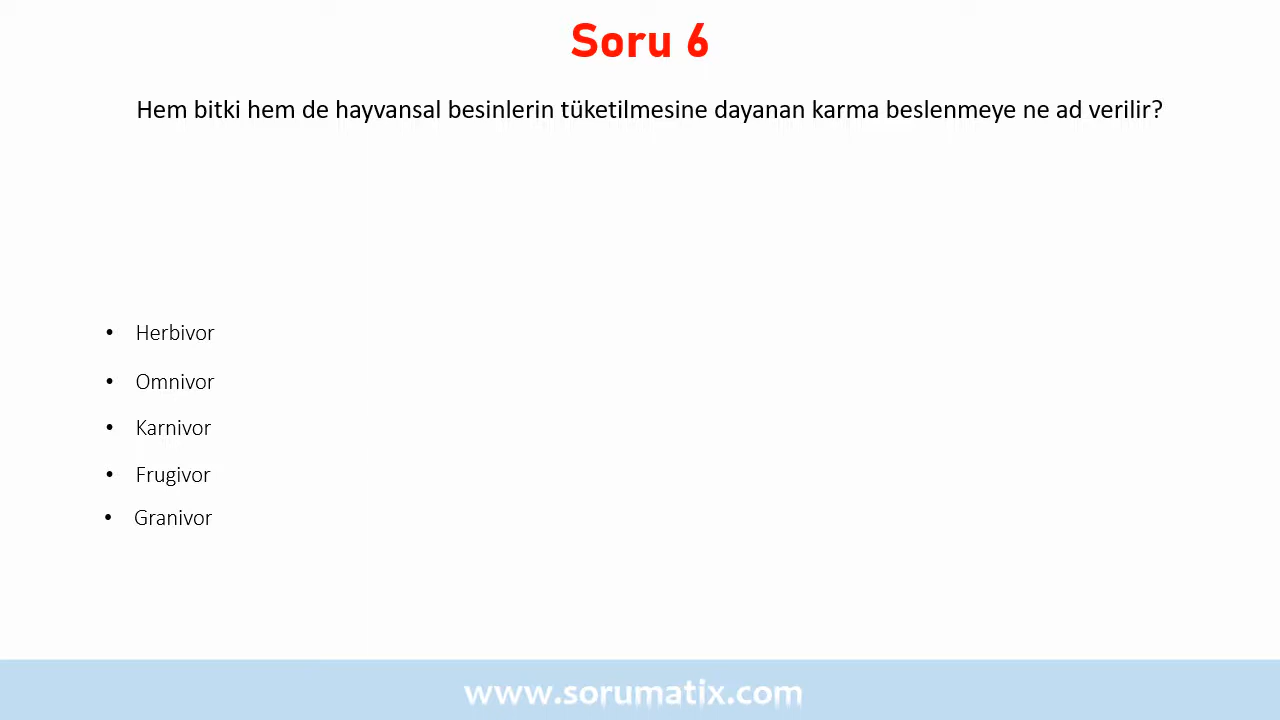 Soru 6
Hem bitki hem de hayvansal besinlerin tüketilmesine dayanan karma beslenmeye ne ad verilir?
• Herbivor
• Omnivor
• Karnivor
• Frugivor
• Granivor
www.sorumatix.com